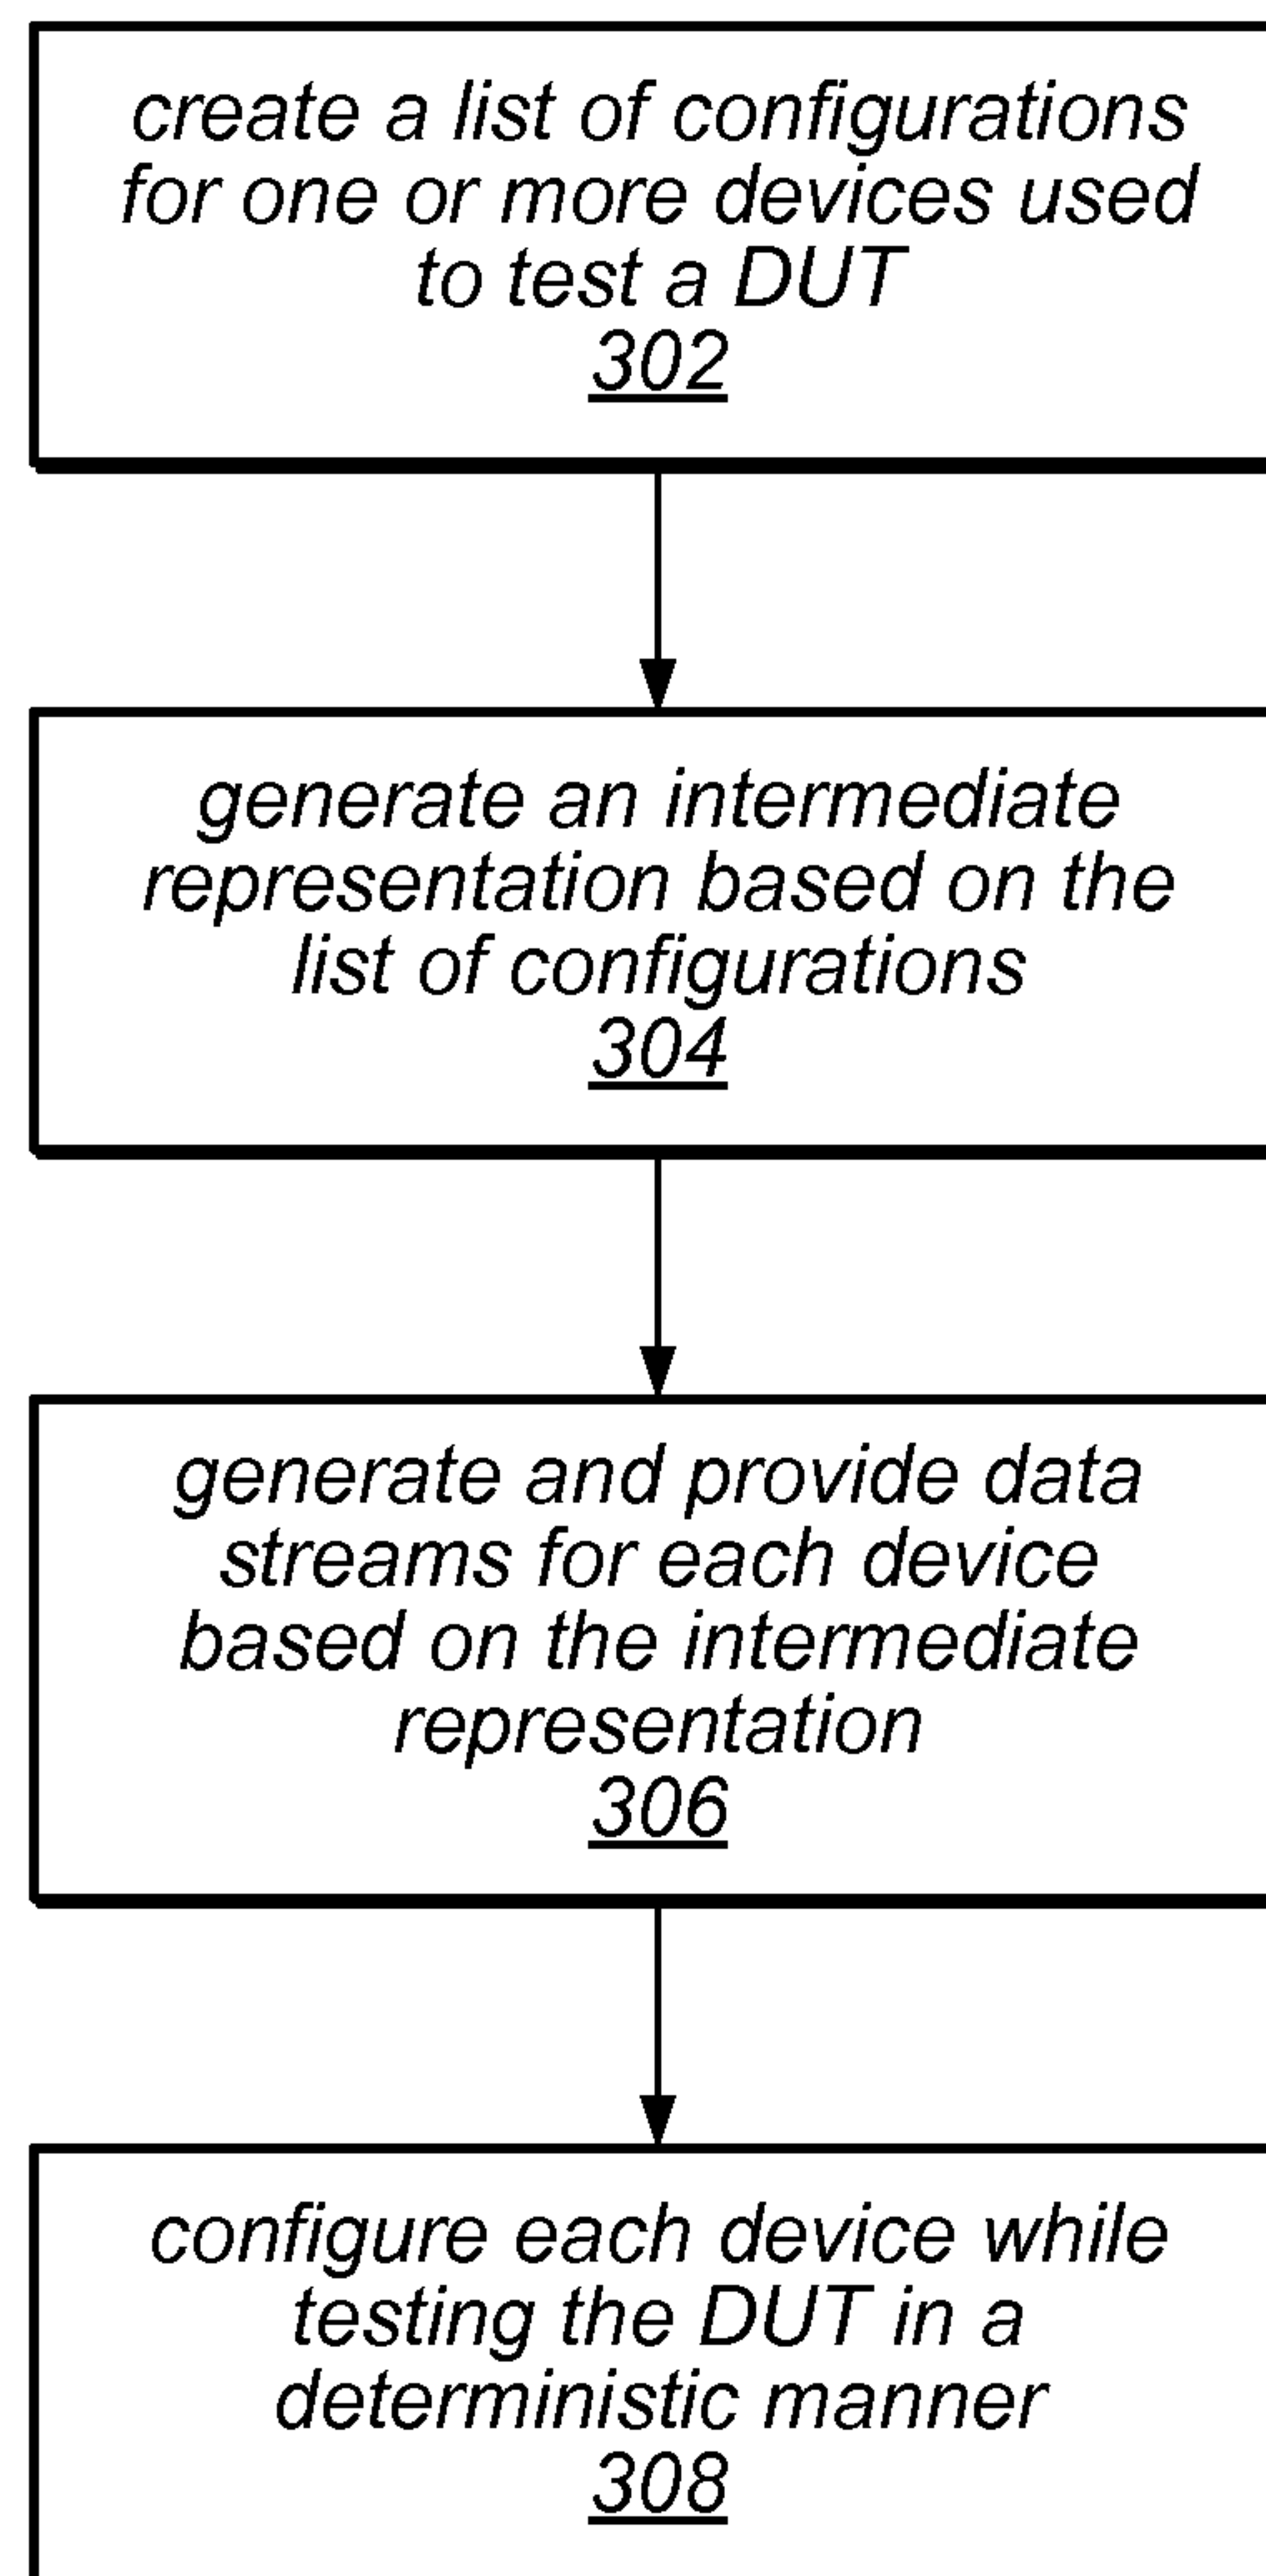 create a list of configurations
for one or more devices used
to test a DUT
302
generate an intermediate
representation based on the
list of configurations
304
generate and provide data
streams for each device
based on the intermediate
representation
306
configure each device while
testing the DUT in a
deterministic manner
308